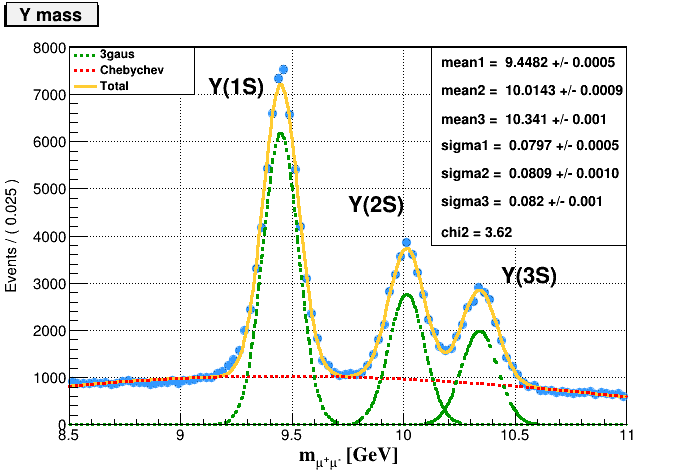 Y mass
8000
7000
6000
5000
4000
3000
2000
1000
0
Events / ( 0.025 )
3gaus
Chebychev
Total
Y(1S)
Y(2S)
Y(3S)
mean1 = 9.4482 +/- 0.0005
mean2 = 10.0143 +/- 0.0009
mean3 = 10.341 +/- 0.001
sigma1 = 0.0797 +/- 0.0005
sigma2 = 0.0809 +/- 0.0010
sigma3 = 0.082 +/- 0.001
chi2 = 3.62
8.5 9 9.5 10 10.5 11
m_μ⁺μ⁻ [GeV]